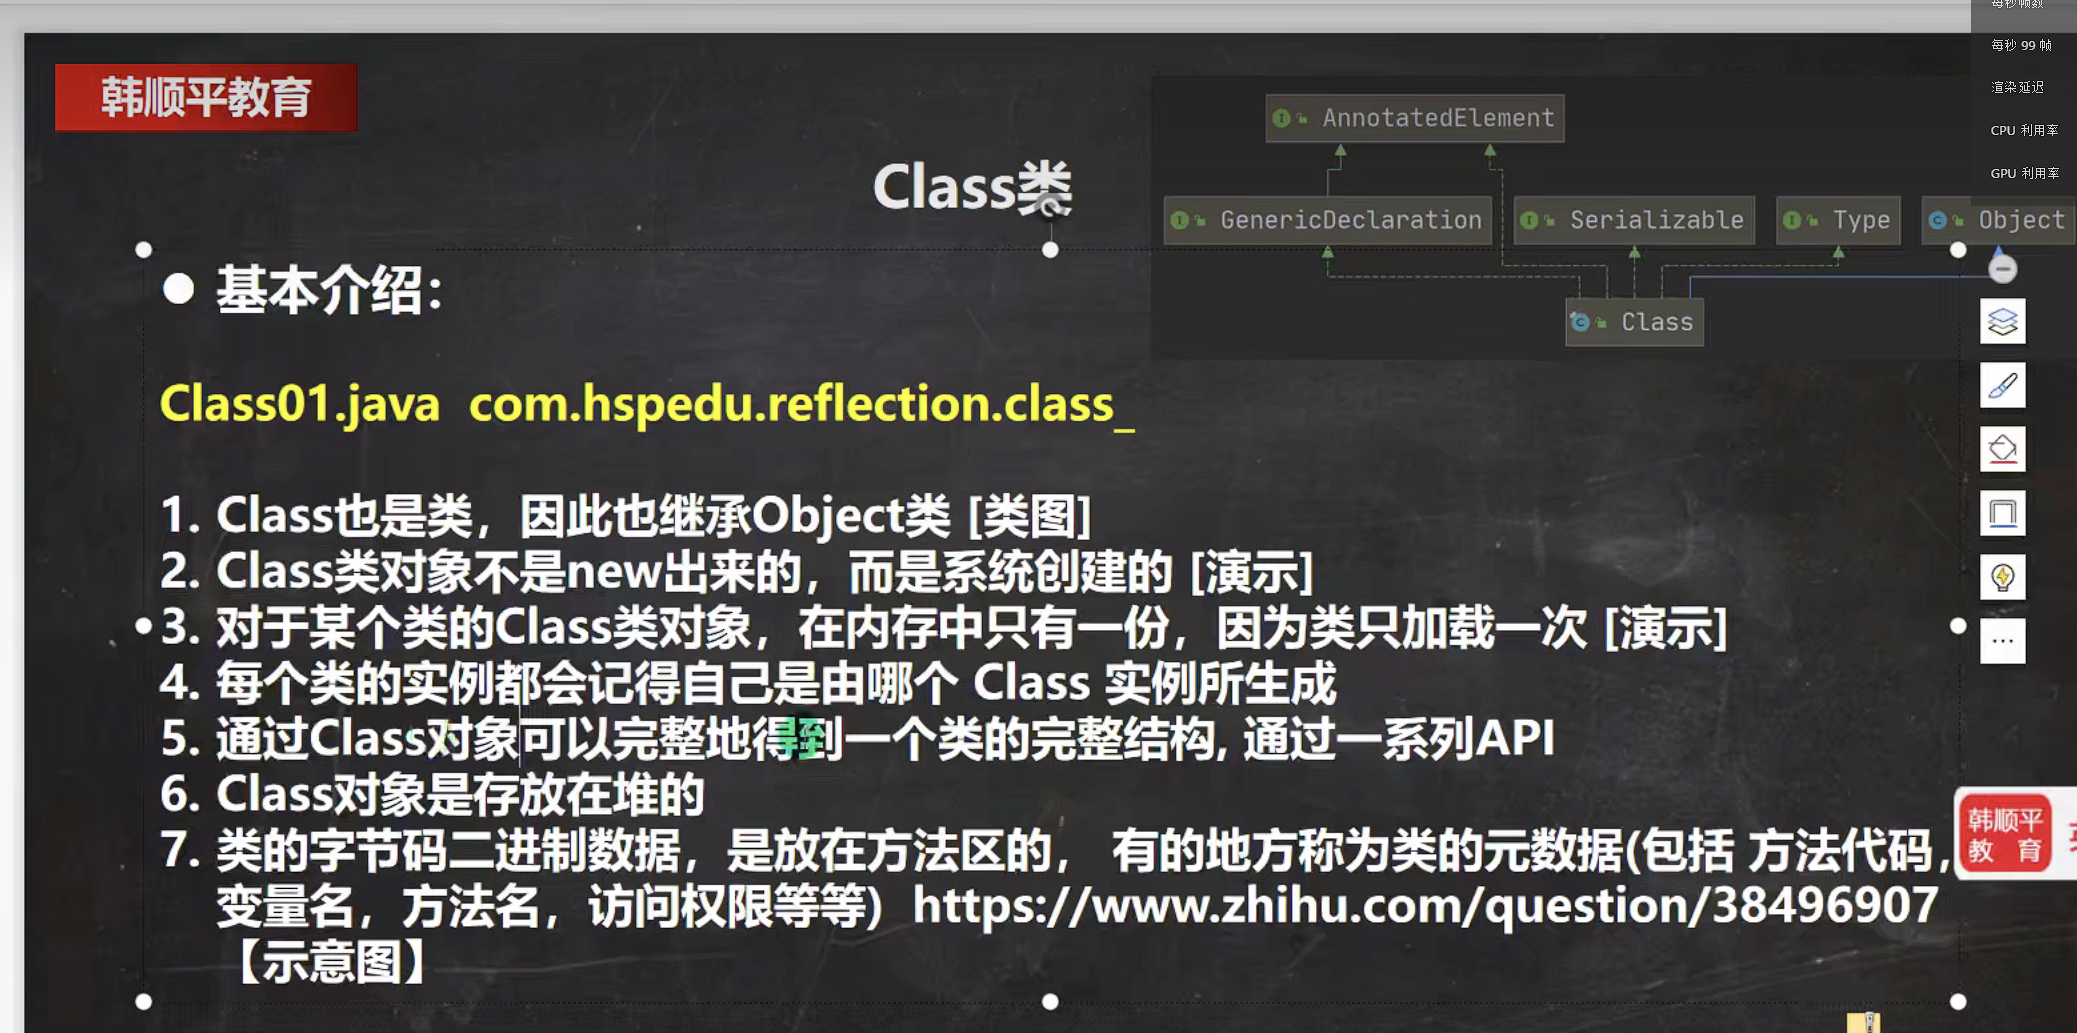 每秒帧数
每秒 99 帧
渲染延迟
CPU 利用率
GPU 利用率
韩顺平教育
AnnotatedElement
Class类
GenericDeclaration
Serializable
Type
Object
Class
基本介绍：
Class01.java com.hspedu.reflection.class_
1. Class也是类，因此也继承Object类 [类图]
2. Class类对象不是new出来的，而是系统创建的 [演示]
3. 对于某个类的Class类对象，在内存中只有一份，因为类只加载一次 [演示]
4. 每个类的实例都会记得自己是由哪个 Class 实例所生成
5. 通过Class对象可以完整地得到一个类的完整结构, 通过一系列API
6. Class对象是存放在堆的
7. 类的字节码二进制数据，是放在方法区的， 有的地方称为类的元数据(包括 方法代码，
变量名，方法名，访问权限等等) https://www.zhihu.com/question/38496907
【示意图】
韩顺平
教 育